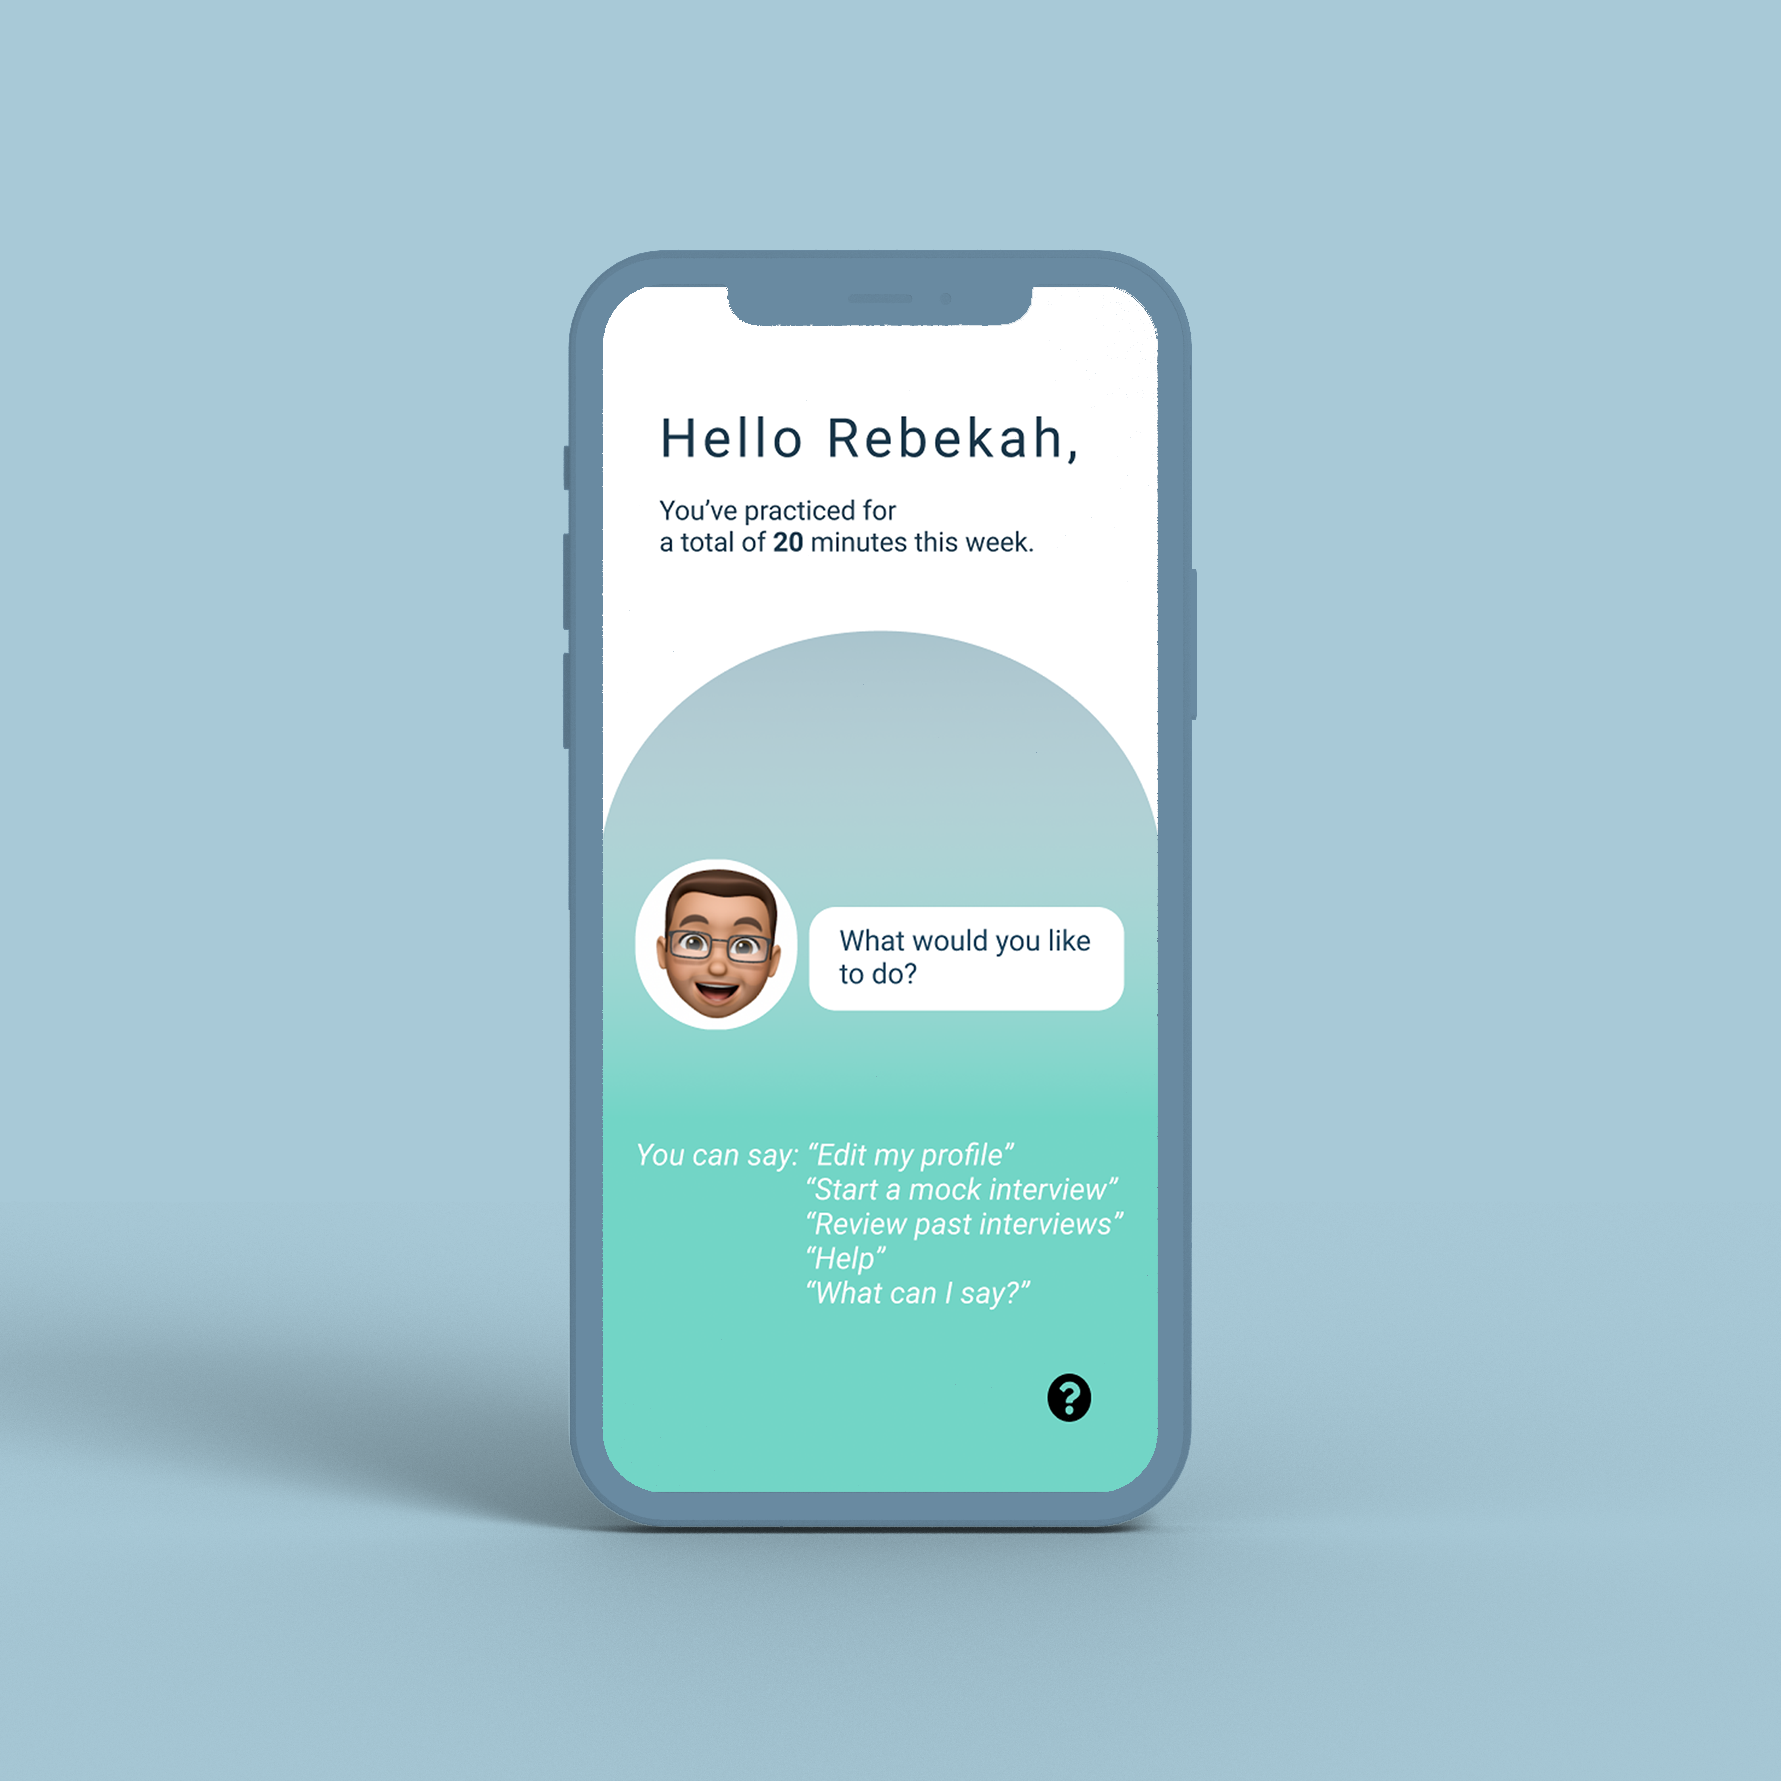 Hello Rebekah,
You’ve practiced for
a total of 20 minutes this week.
What would you like
to do?
You can say: “Edit my profile”
“Start a mock interview”
“Review past interviews”
“Help”
“What can I say?”
?